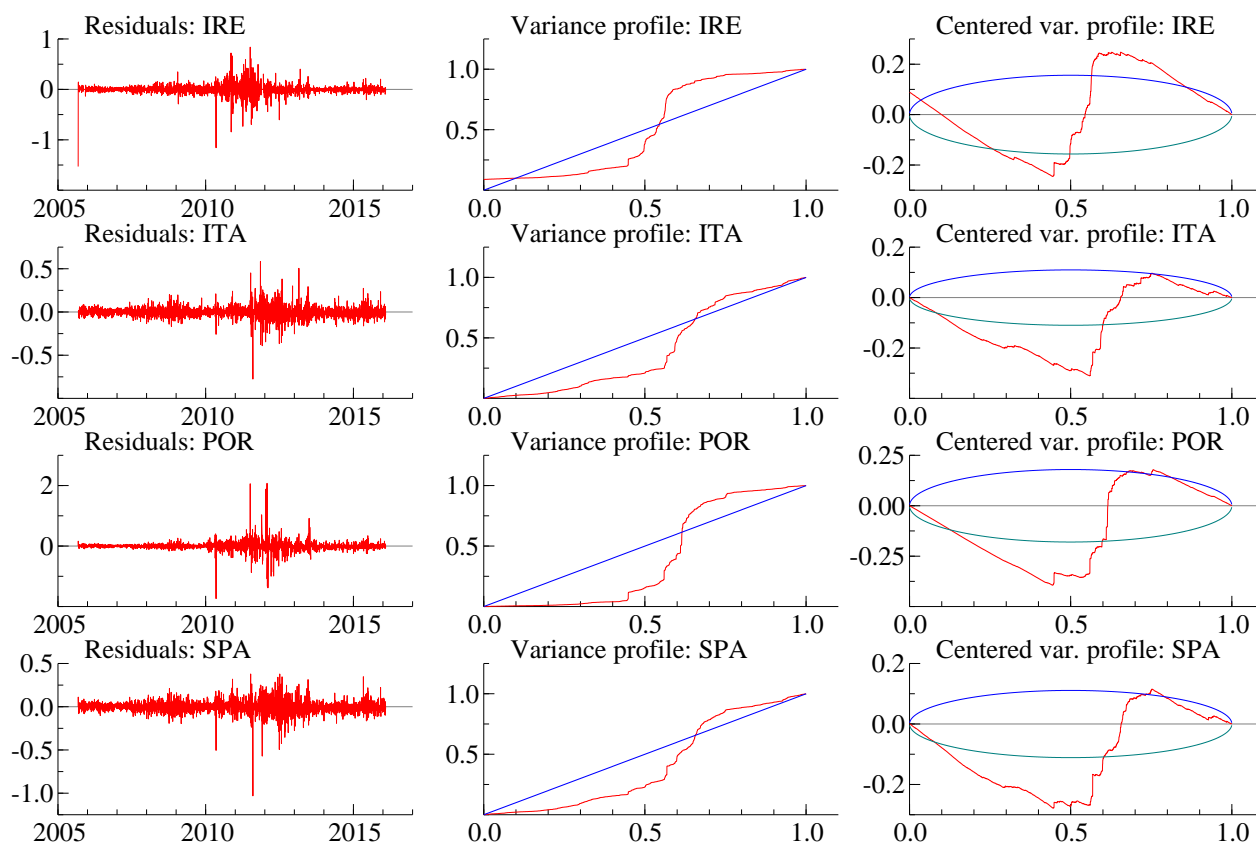 Residuals: IRE Variance profile: IRE Centered var. profile: IRE
1
0
-1
2005 2010 2015
1.0
0.5
0.0 0.5 1.0
0.2
0.0
-0.2
0.0 0.5 1.0
Residuals: ITA Variance profile: ITA Centered var. profile: ITA
0.5
0.0
-0.5
2005 2010 2015
1.0
0.5
0.0 0.5 1.0
0.2
0.0
-0.2
0.0 0.5 1.0
Residuals: POR Variance profile: POR Centered var. profile: POR
2
0
2005 2010 2015
1.0
0.5
0.0 0.5 1.0
0.25
0.00
-0.25
0.0 0.5 1.0
Residuals: SPA Variance profile: SPA Centered var. profile: SPA
0.5
0.0
-0.5
-1.0
2005 2010 2015
1.0
0.5
0.0 0.5 1.0
0.2
0.0
-0.2
0.0 0.5 1.0